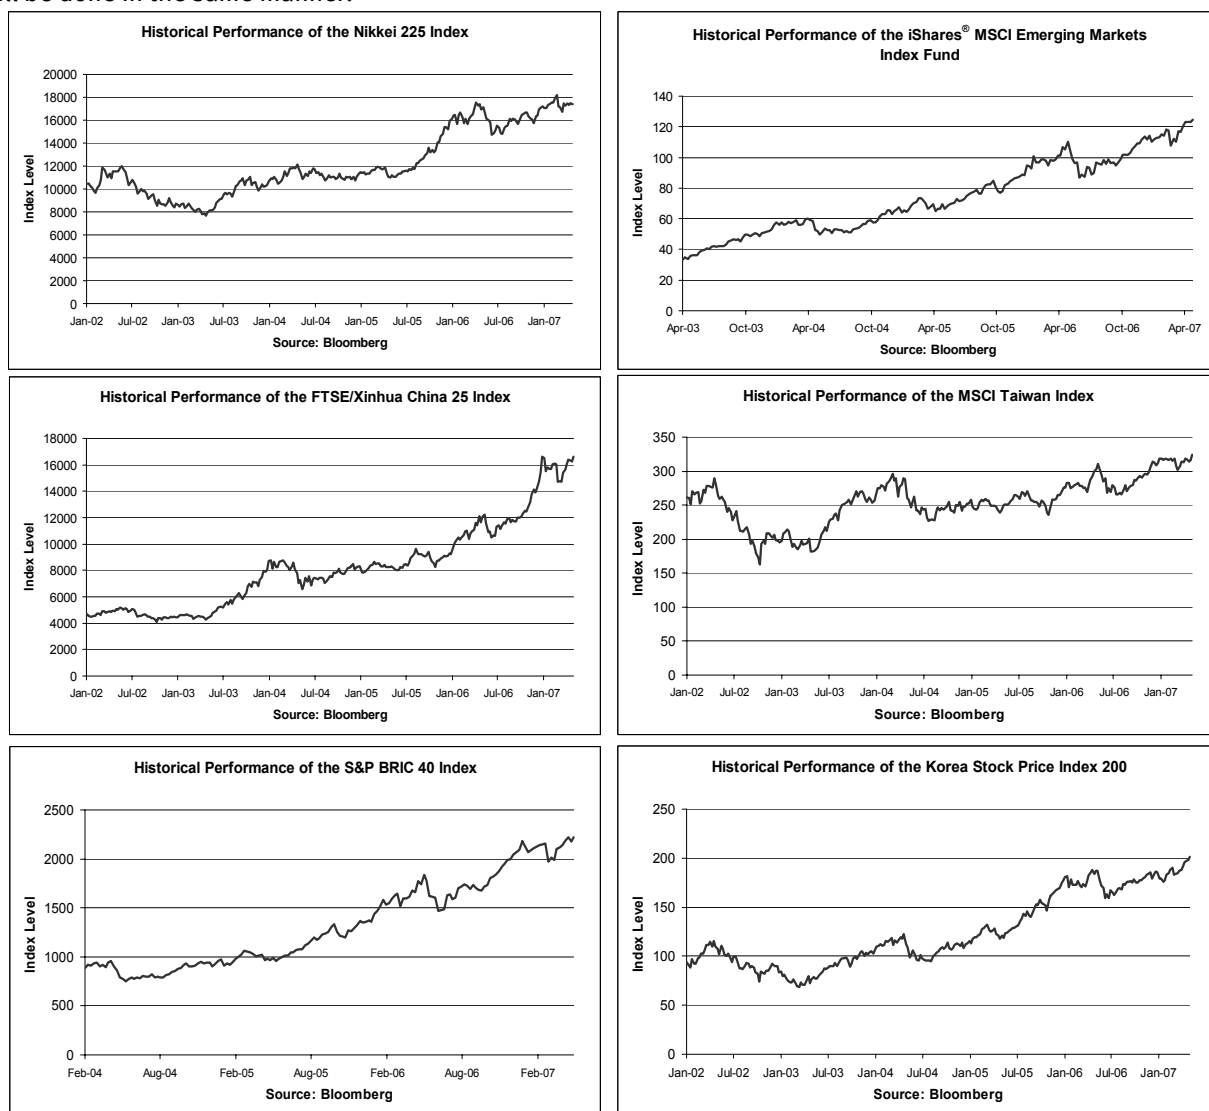 be done in the same manner.
Historical Performance of the Nikkei 225 Index
20000
18000
16000
14000
12000
10000
8000
6000
4000
2000
0
Index Level
Jan-02 Jul-02 Jan-03 Jul-03 Jan-04 Jul-04 Jan-05 Jul-05 Jan-06 Jul-06 Jan-07
Source: Bloomberg
Historical Performance of the iShares® MSCI Emerging Markets
Index Fund
140
120
100
80
60
40
20
0
Index Level
Apr-03 Oct-03 Apr-04 Oct-04 Apr-05 Oct-05 Apr-06 Oct-06 Apr-07
Source: Bloomberg
Historical Performance of the FTSE/Xinhua China 25 Index
18000
16000
14000
12000
10000
8000
6000
4000
2000
0
Index Level
Jan-02 Jul-02 Jan-03 Jul-03 Jan-04 Jul-04 Jan-05 Jul-05 Jan-06 Jul-06 Jan-07
Source: Bloomberg
Historical Performance of the MSCI Taiwan Index
350
300
250
200
150
100
50
0
Index Level
Jan-02 Jul-02 Jan-03 Jul-03 Jan-04 Jul-04 Jan-05 Jul-05 Jan-06 Jul-06 Jan-07
Source: Bloomberg
Historical Performance of the S&P BRIC 40 Index
2500
2000
1500
1000
500
0
Index Level
Feb-04 Aug-04 Feb-05 Aug-05 Feb-06 Aug-06 Feb-07
Source: Bloomberg
Historical Performance of the Korea Stock Price Index 200
250
200
150
100
50
0
Index Level
Jan-02 Jul-02 Jan-03 Jul-03 Jan-04 Jul-04 Jan-05 Jul-05 Jan-06 Jul-06 Jan-07
Source: Bloomberg